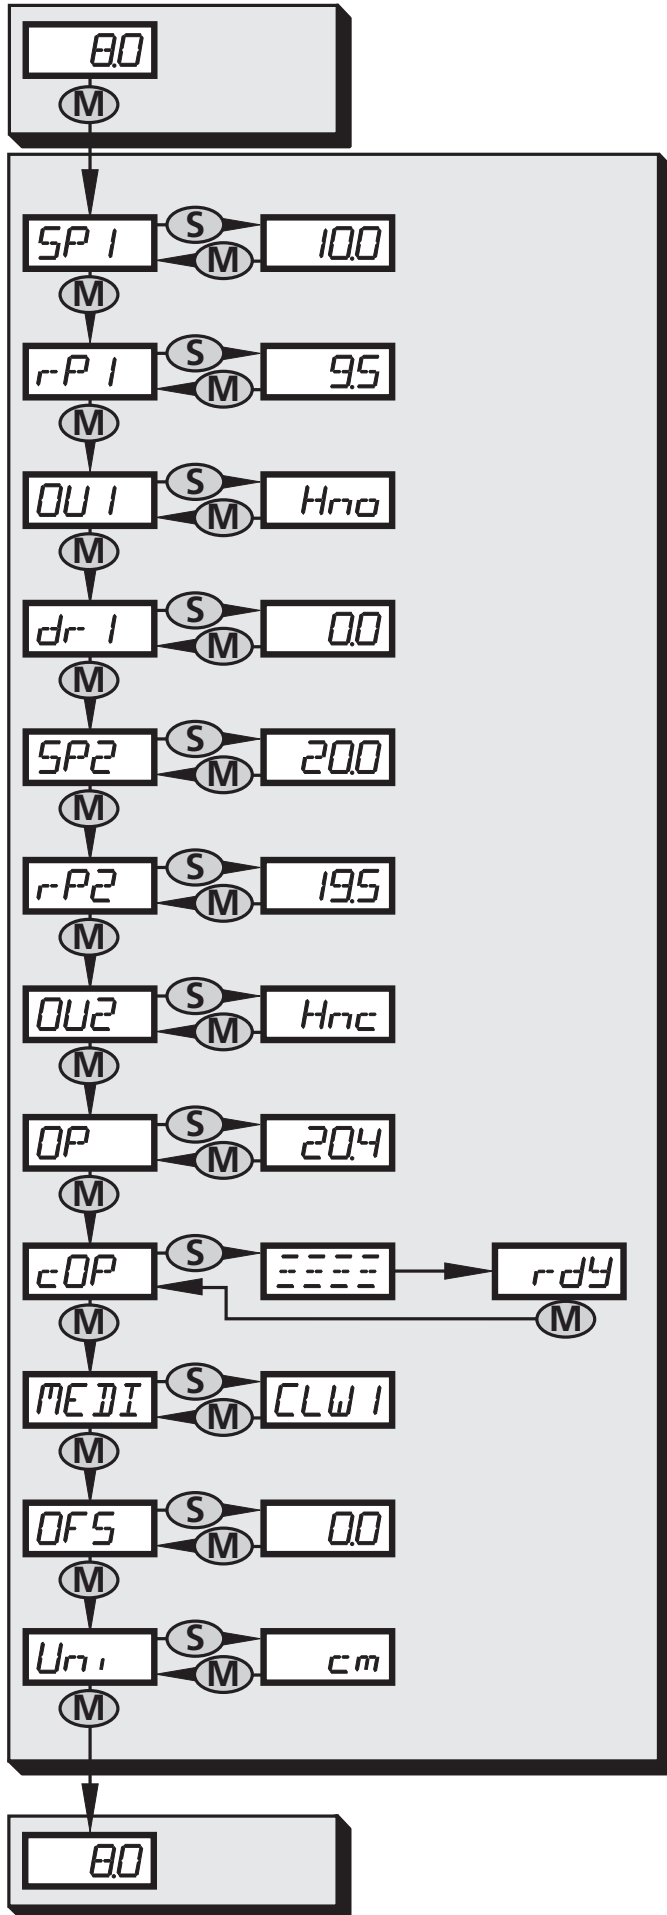 8.0
M
SP1 S 10.0
M
M
rP1 S 9.5
M
M
OU1 S Hno
M
M
dr1 S 0.0
M
M
SP2 S 20.0
M
M
rP2 S 19.5
M
M
OU2 S Hnc
M
M
OP S 20.4
M
M
cOP S ==== rdY
M M
MEDI S CLW1
M
M
OFS S 0.0
M
M
Uni S cm
M
M
8.0